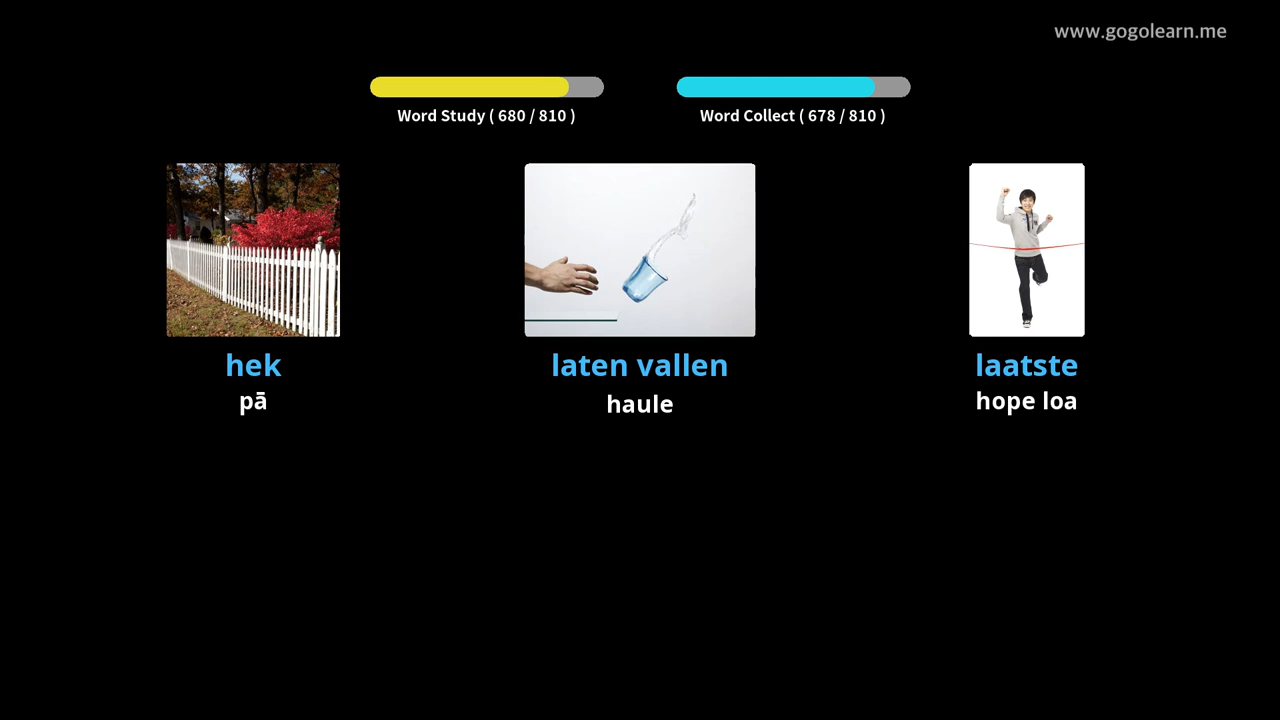 www.gogolearn.me
Word Study ( 680 / 810 )
Word Collect ( 678 / 810 )
hek
pā
laten vallen
haule
laatste
hope loa